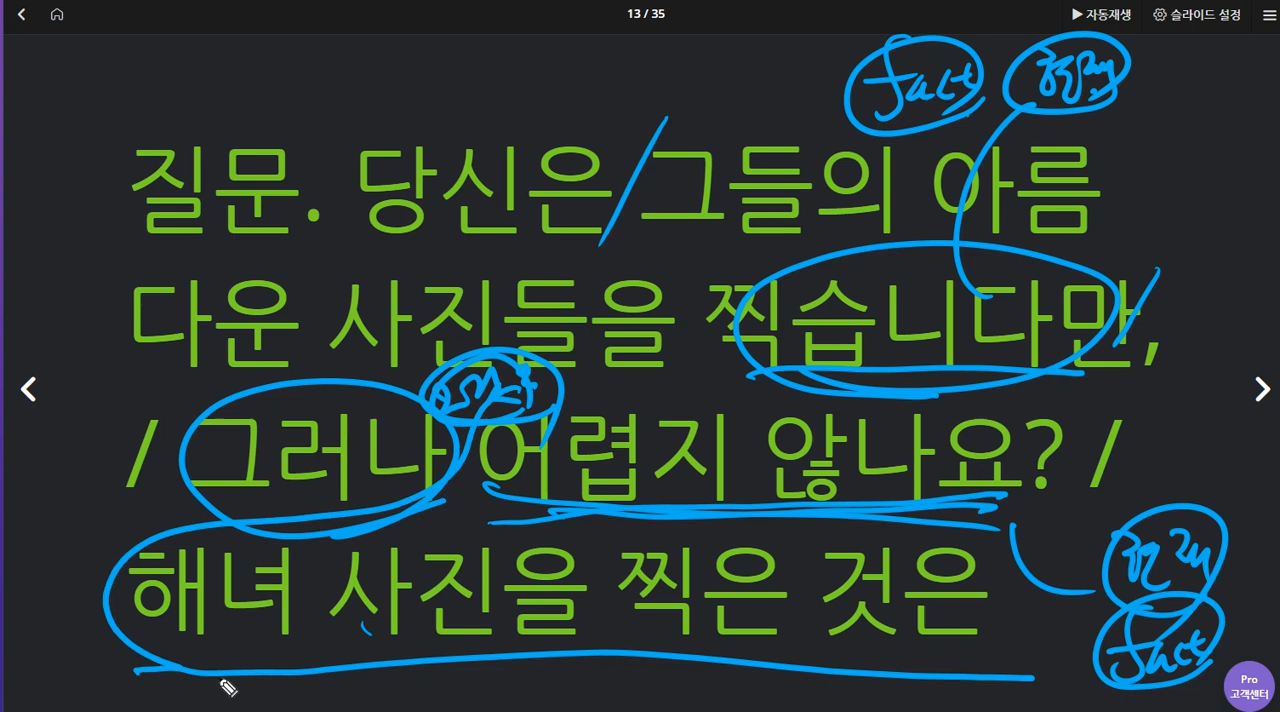 13 / 35
▶ 자동재생
슬라이드 설정
fact
질문. 당신은 그들의 아름
다운 사진들을 찍습니다만,
/ 그러나 어렵지 않나요? /
해녀 사진을 찍은 것은
fact
Pro
고객센터